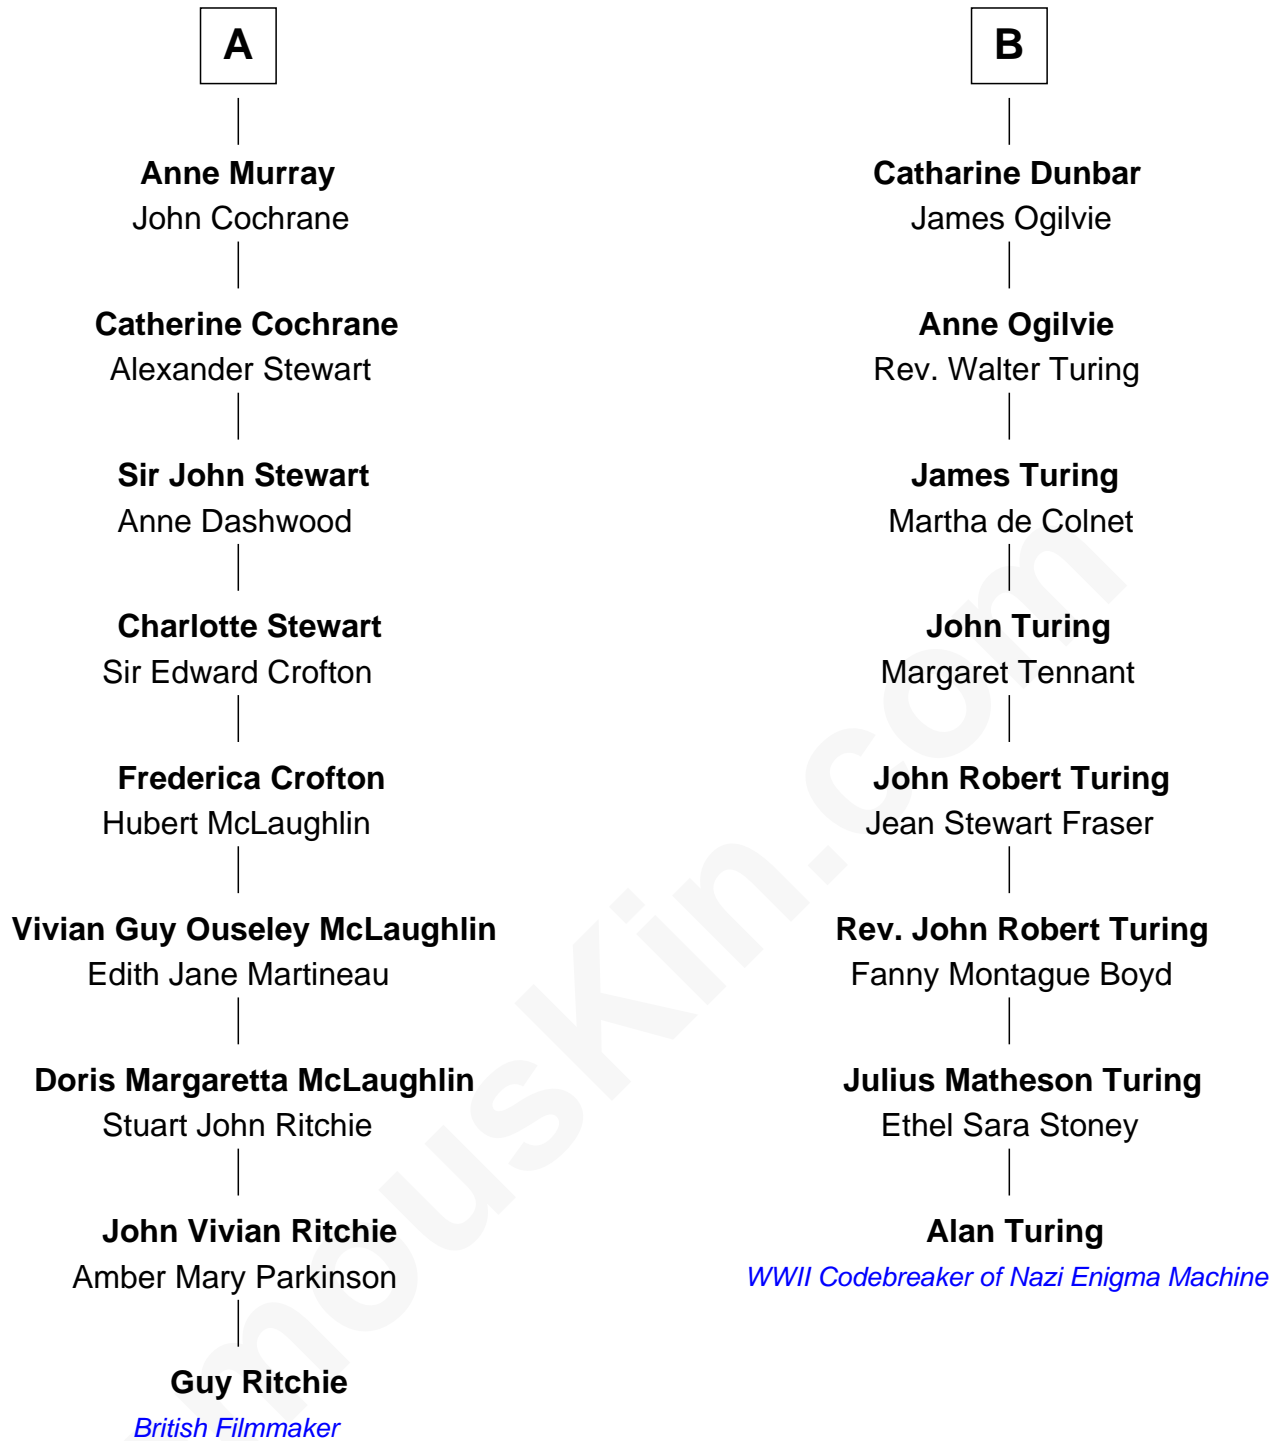 A
Anne Murray
John Cochrane
Catherine Cochrane
Alexander Stewart
Sir John Stewart
Anne Dashwood
Charlotte Stewart
Sir Edward Crofton
Frederica Crofton
Hubert McLaughlin
Vivian Guy Ouseley McLaughlin
Edith Jane Martineau
Doris Margaretta McLaughlin
Stuart John Ritchie
John Vivian Ritchie
Amber Mary Parkinson
Guy Ritchie
British Filmmaker
B
Catharine Dunbar
James Ogilvie
Anne Ogilvie
Rev. Walter Turing
James Turing
Martha de Colnet
John Turing
Margaret Tennant
John Robert Turing
Jean Stewart Fraser
Rev. John Robert Turing
Fanny Montague Boyd
Julius Matheson Turing
Ethel Sara Stoney
Alan Turing
WWII Codebreaker of Nazi Enigma Machine
mousKin.com